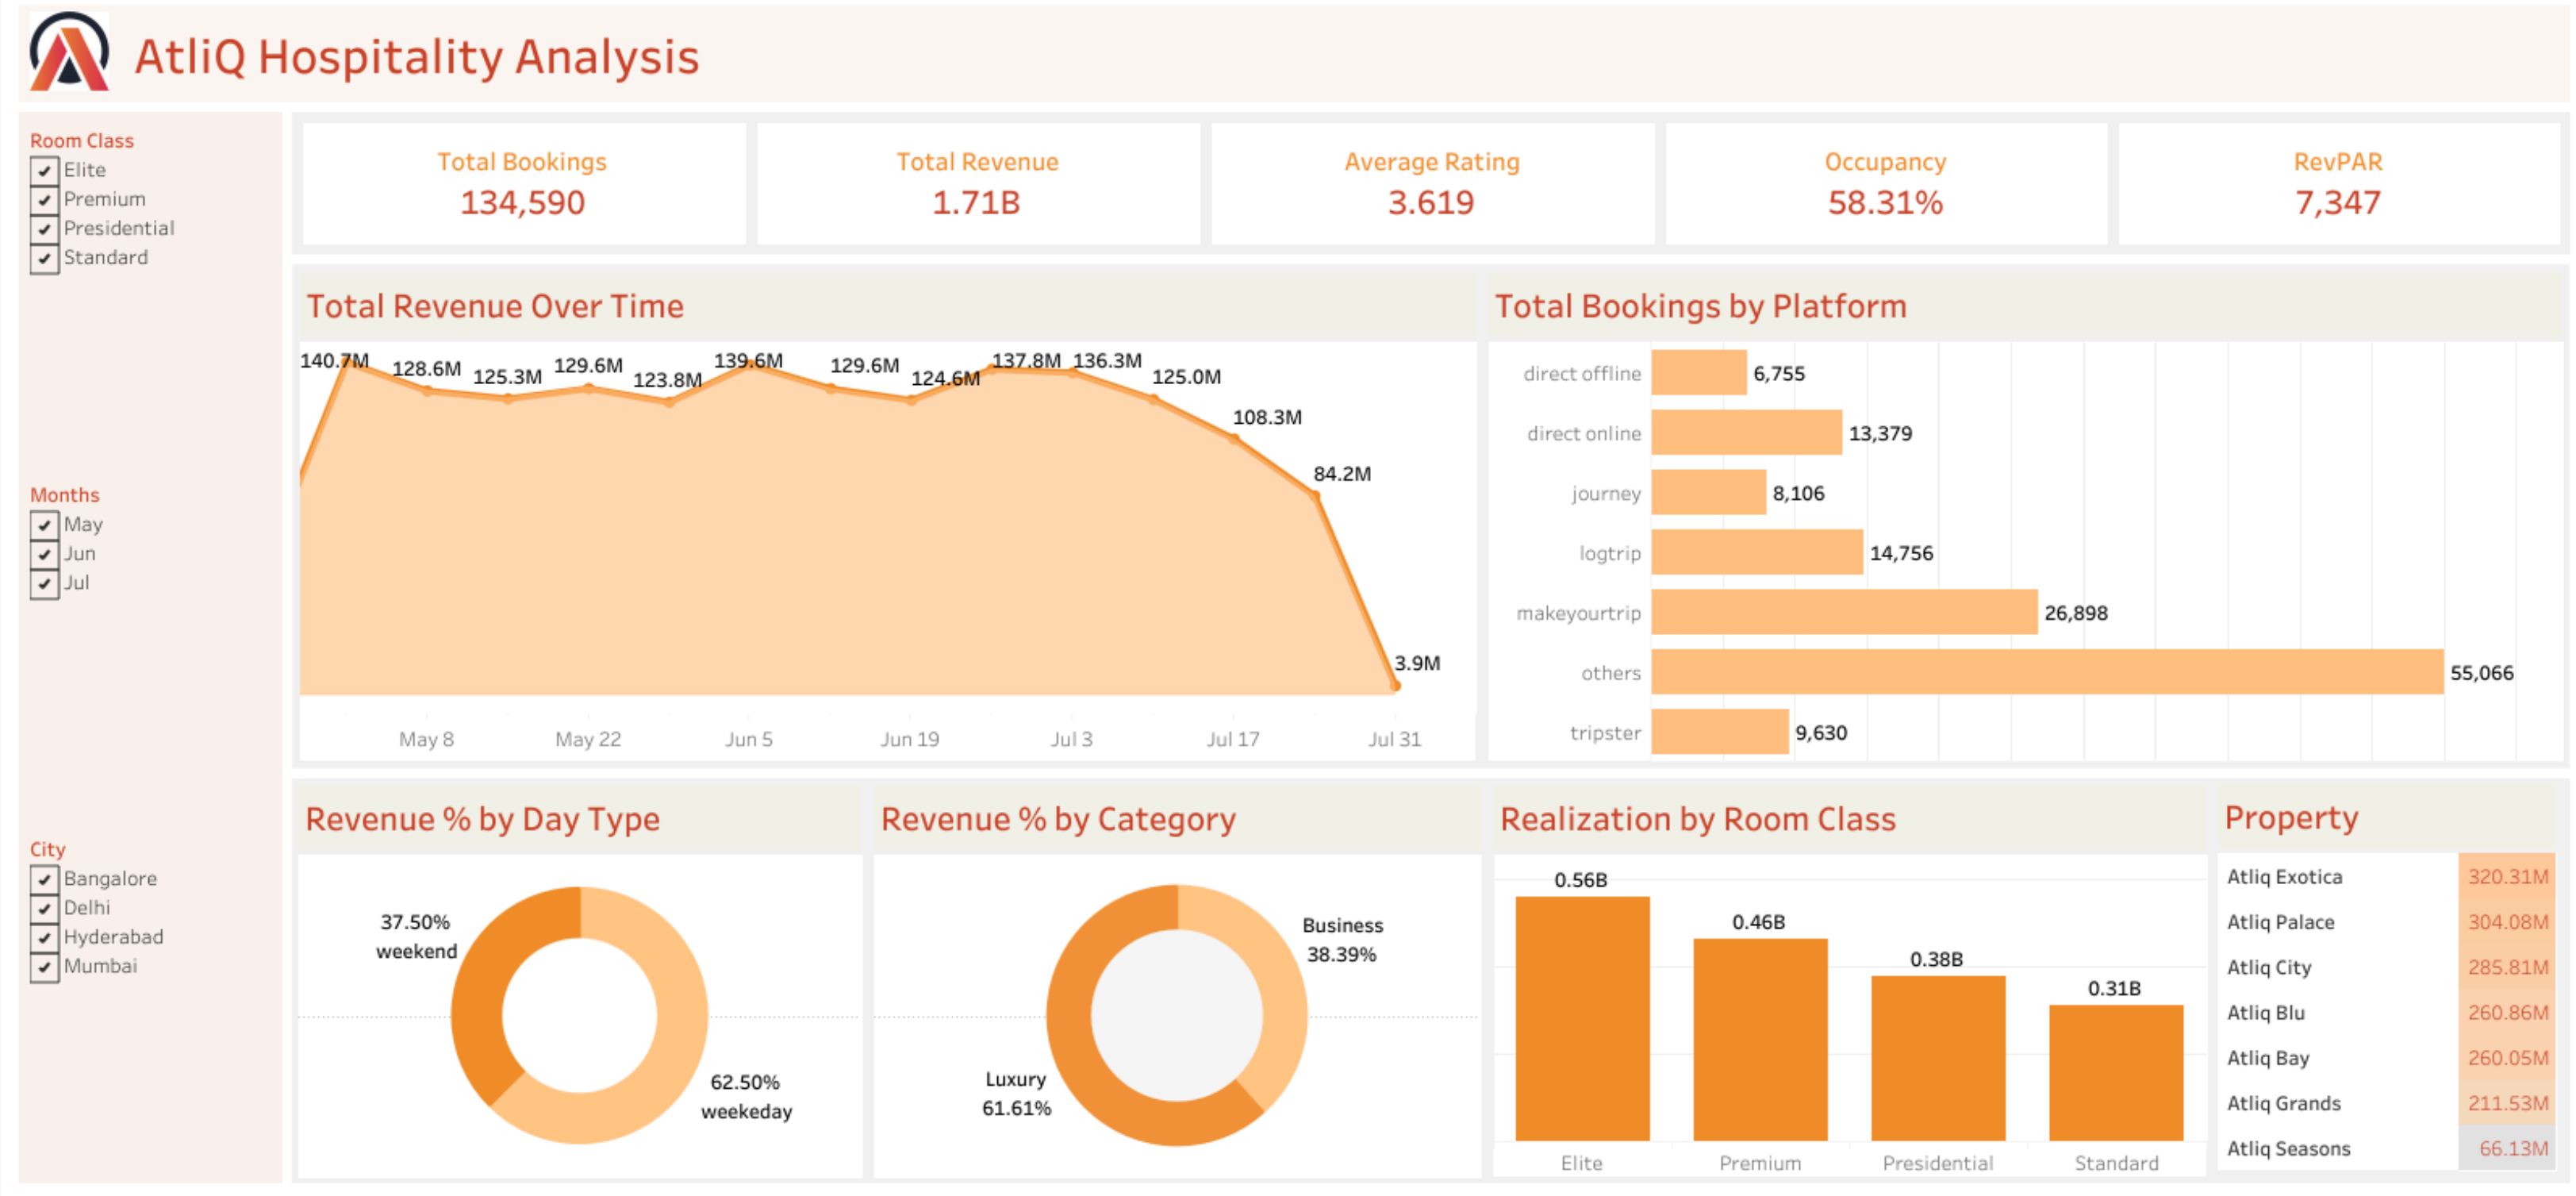 AtliQ Hospitality Analysis
Room Class
Elite
Premium
Presidential
Standard
Months
May
Jun
Jul
City
Bangalore
Delhi
Hyderabad
Mumbai
Total Bookings
134,590
Total Revenue
1.71B
Average Rating
3.619
Occupancy
58.31%
RevPAR
7,347
Total Revenue Over Time
140.7M
128.6M
125.3M
129.6M
123.8M
139.6M
129.6M
124.6M
137.8M
136.3M
125.0M
108.3M
84.2M
3.9M
May 8
May 22
Jun 5
Jun 19
Jul 3
Jul 17
Jul 31
Total Bookings by Platform
direct offline 6,755
direct online 13,379
journey 8,106
logtrip 14,756
makeyourtrip 26,898
others 55,066
tripster 9,630
Revenue % by Day Type
37.50%
weekend
62.50%
weekeday
Revenue % by Category
Business
38.39%
Luxury
61.61%
Realization by Room Class
0.56B
0.46B
0.38B
0.31B
Elite
Premium
Presidential
Standard
Property
Atliq Exotica 320.31M
Atliq Palace 304.08M
Atliq City 285.81M
Atliq Blu 260.86M
Atliq Bay 260.05M
Atliq Grands 211.53M
Atliq Seasons 66.13M